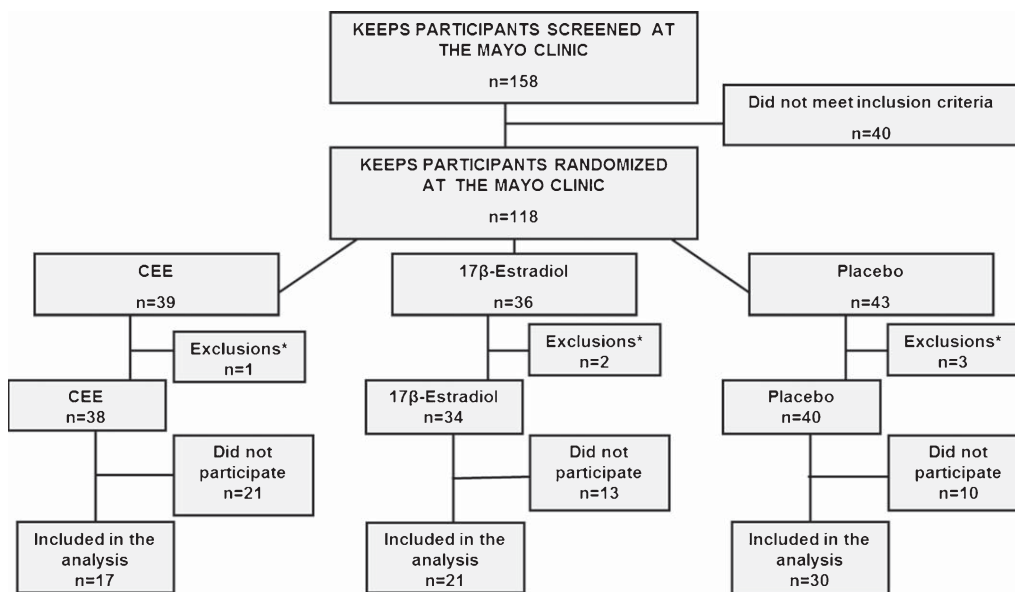 KEEPS PARTICIPANTS SCREENED AT
THE MAYO CLINIC
n=158
Did not meet inclusion criteria
n=40
KEEPS PARTICIPANTS RANDOMIZED
AT THE MAYO CLINIC
n=118
CEE
n=39
17β-Estradiol
n=36
Placebo
n=43
Exclusions*
n=1
Exclusions*
n=2
Exclusions*
n=3
CEE
n=38
17β-Estradiol
n=34
Placebo
n=40
Did not
participate
n=21
Did not
participate
n=13
Did not
participate
n=10
Included in the
analysis
n=17
Included in the
analysis
n=21
Included in the
analysis
n=30